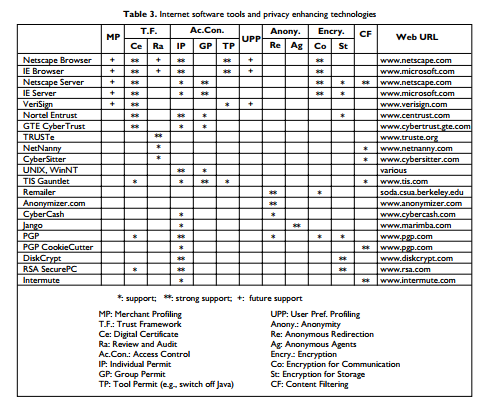 Table 3. Internet software tools and privacy enhancing technologies
MP T.F. Ac.Con. UPP Anony. Encry. CF Web URL
Ce Ra IP GP TP Re Ag Co St
Netscape Browser + ** + ** ** + ** www.netscape.com
IE Browser + ** + ** ** + ** www.microsoft.com
Netscape Server + ** * ** ** * ** www.netscape.com
IE Server + ** * ** ** * www.microsoft.com
VeriSign + ** * + www.verisign.com
Nortel Entrust ** ** * * www.centrust.com
GTE CyberTrust ** * * www.cybertrust.gte.com
TRUSTe ** www.truste.org
NetNanny * * www.netnanny.com
CyberSitter * * www.cybersitter.com
UNIX, WinNT ** * various
TIS Gauntlet * * ** * * www.tis.com
Remailer ** * soda.csua.berkeley.edu
Anonymizer.com ** www.anonymizer.com
CyberCash * * www.cybercash.com
Jango * ** www.marimba.com
PGP * ** * * * www.pgp.com
PGP CookieCutter * ** www.pgp.com
DiskCrypt ** ** www.diskcrypt.com
RSA SecurePC * ** ** www.rsa.com
Intermute * ** www.intermute.com
*: support; **: strong support; +: future support
MP: Merchant Profiling UPP: User Pref. Profiling
T.F.: Trust Framework Anony.: Anonymity
Ce: Digital Certificate Re: Anonymous Redirection
Ra: Review and Audit Ag: Anonymous Agents
Ac.Con.: Access Control Encry.: Encryption
IP: Individual Permit Co: Encryption for Communication
GP: Group Permit St: Encryption for Storage
TP: Tool Permit (e.g., switch off Java) CF: Content Filtering